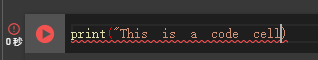 print("This is a code cell)
0秒